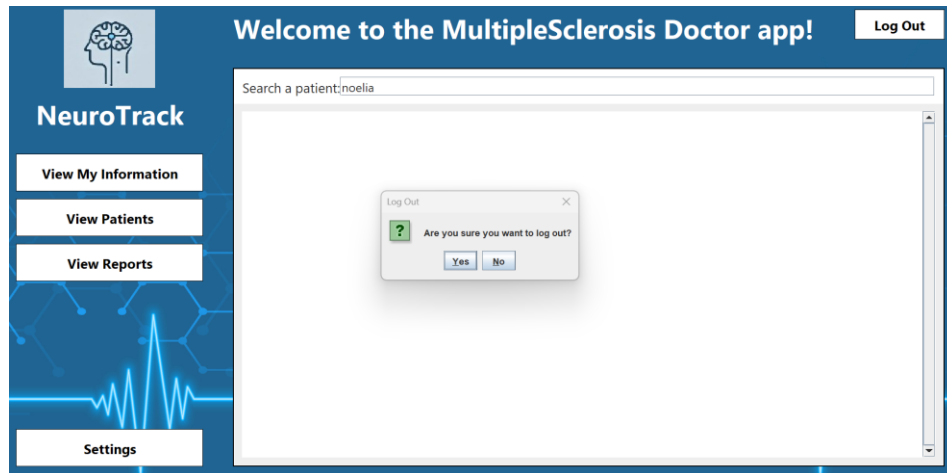 Welcome to the MultipleSclerosis Doctor app!
Log Out
NeuroTrack
View My Information
View Patients
View Reports
Settings
Search a patient:noelia
Log Out
?
Are you sure you want to log out?
Yes No